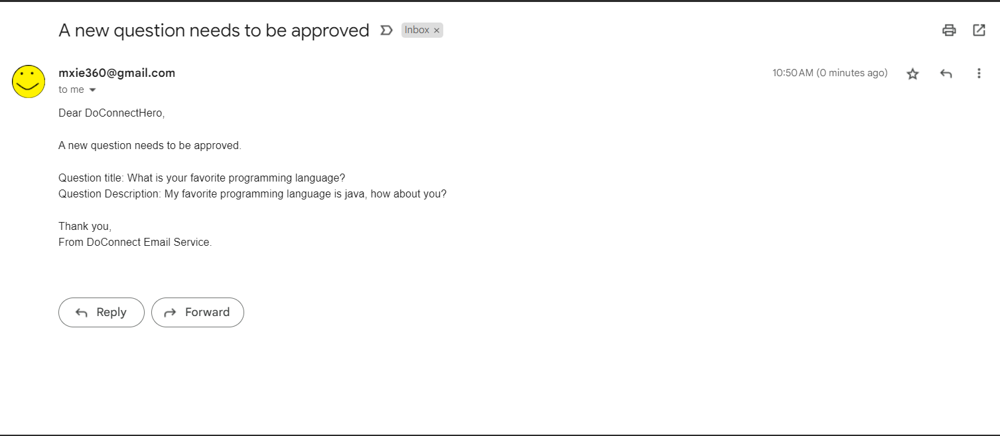 A new question needs to be approved Inbox ×
mxie360@gmail.com 10:50 AM (0 minutes ago)
to me
Dear DoConnectHero,
A new question needs to be approved.
Question title: What is your favorite programming language?
Question Description: My favorite programming language is java, how about you?
Thank you,
From DoConnect Email Service.
Reply Forward